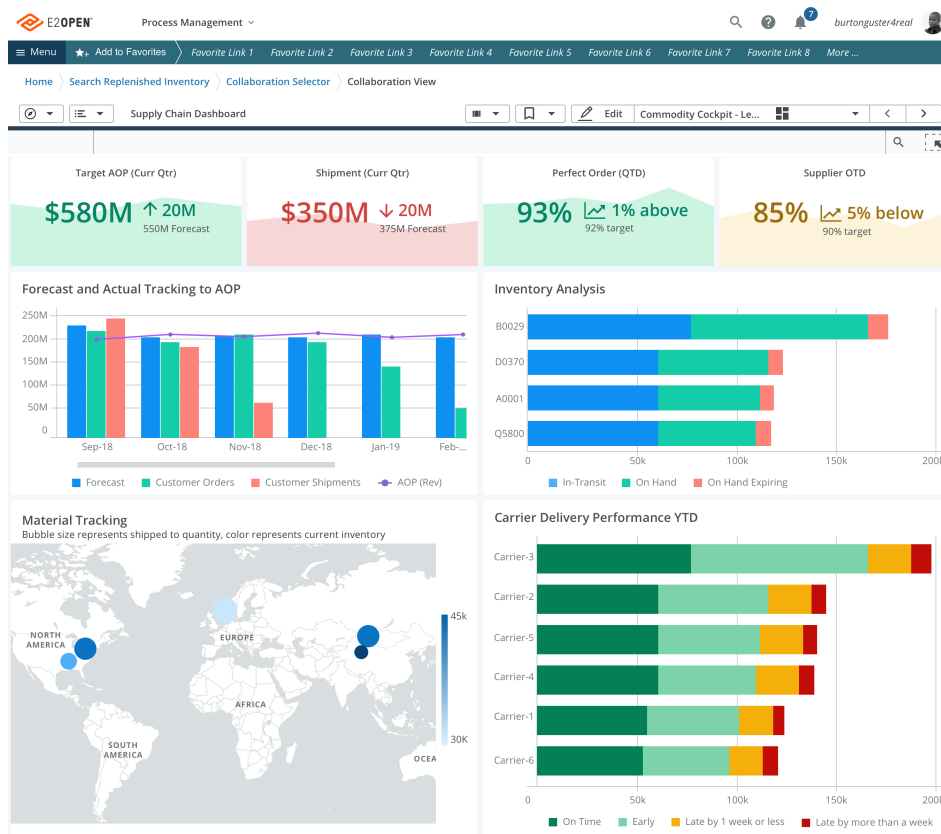 E2OPEN
Process Management
7
burtonguster4real
Menu
Add to Favorites
Favorite Link 1
Favorite Link 2
Favorite Link 3
Favorite Link 4
Favorite Link 5
Favorite Link 6
Favorite Link 7
Favorite Link 8
More ...
Home
Search Replenished Inventory
Collaboration Selector
Collaboration View
Supply Chain Dashboard
Edit
Commodity Cockpit - Le...
Target AOP (Curr Qtr)
$580M
20M
550M Forecast
Shipment (Curr Qtr)
$350M
20M
375M Forecast
Perfect Order (QTD)
93%
1% above
92% target
Supplier OTD
85%
5% below
90% target
Forecast and Actual Tracking to AOP
250M
200M
150M
100M
50M
0
Sep-18
Oct-18
Nov-18
Dec-18
Jan-19
Feb-...
Forecast
Customer Orders
Customer Shipments
AOP (Rev)
Inventory Analysis
B0029
D0370
A0001
Q5800
0
50k
100k
150k
200k
In-Transit
On Hand
On Hand Expiring
Material Tracking
Bubble size represents shipped to quantity, color represents current inventory
NORTH
AMERICA
EUROPE
AFRICA
SOUTH
AMERICA
OCEA
45k
30K
Carrier Delivery Performance YTD
Carrier-3
Carrier-2
Carrier-5
Carrier-4
Carrier-1
Carrier-6
0
50k
100k
150k
200k
On Time
Early
Late by 1 week or less
Late by more than a week